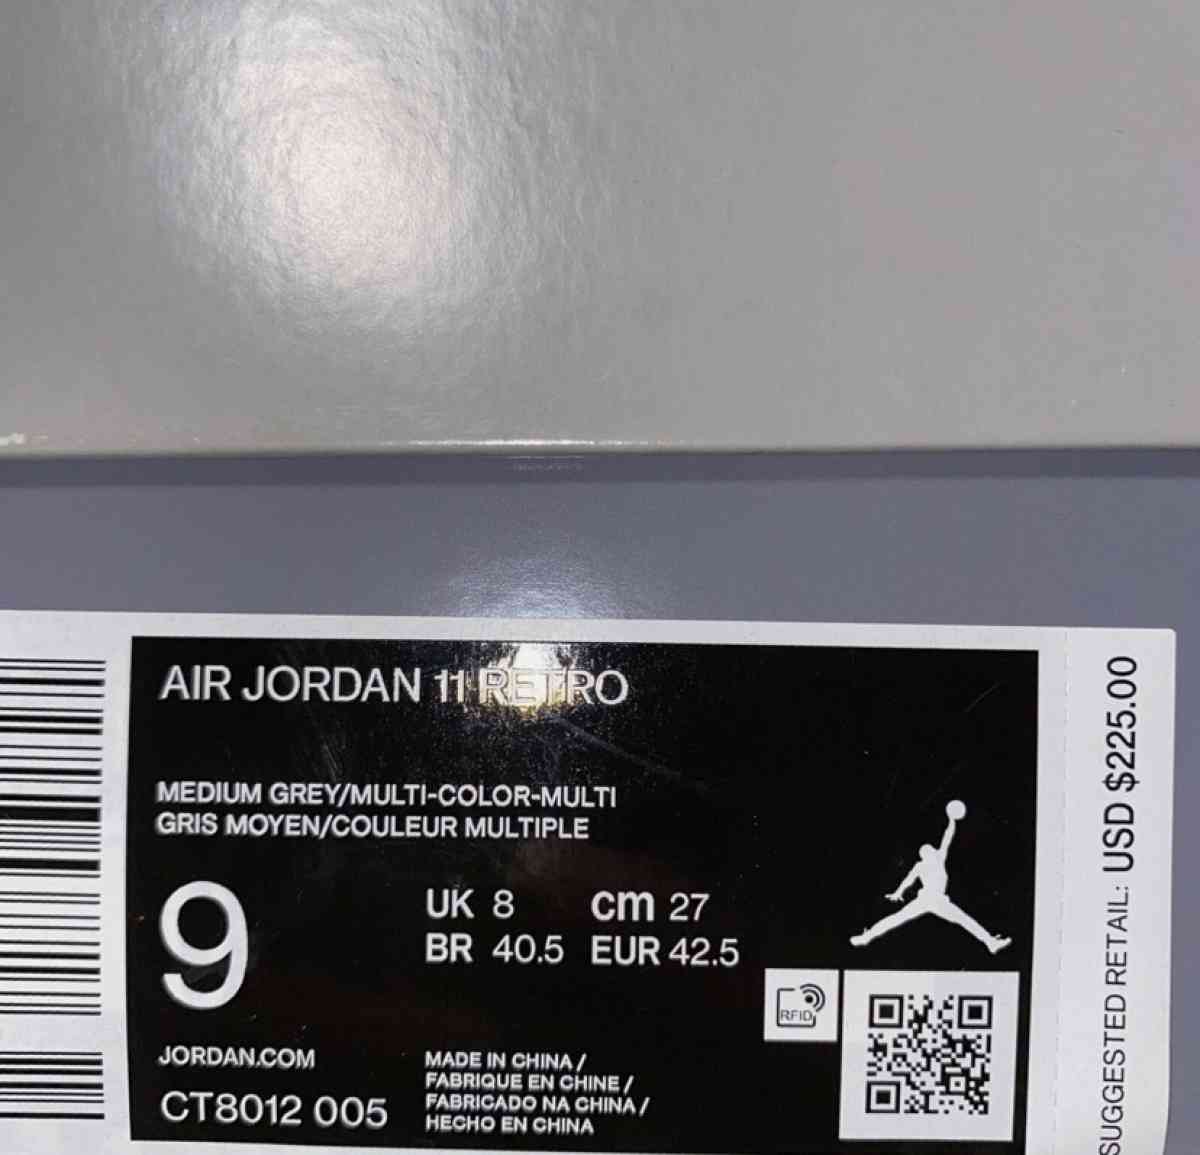 AIR JORDAN 11 RETRO
MEDIUM GREY/MULTI-COLOR-MULTI
GRIS MOYEN/COULEUR MULTIPLE
9
UK 8 cm 27
BR 40.5 EUR 42.5
RFID
JORDAN.COM
CT8012 005
MADE IN CHINA /
FABRIQUE EN CHINE /
FABRICADO NA CHINA /
HECHO EN CHINA
SUGGESTED RETAIL: USD $225.00